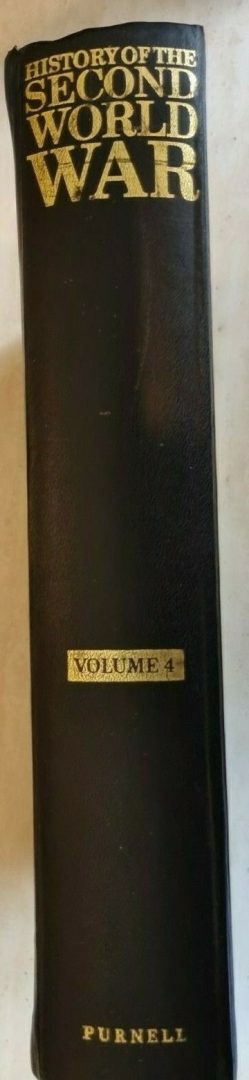 HISTORY OF THE
SECOND
WORLD
WAR
VOLUME 4
PURNELL